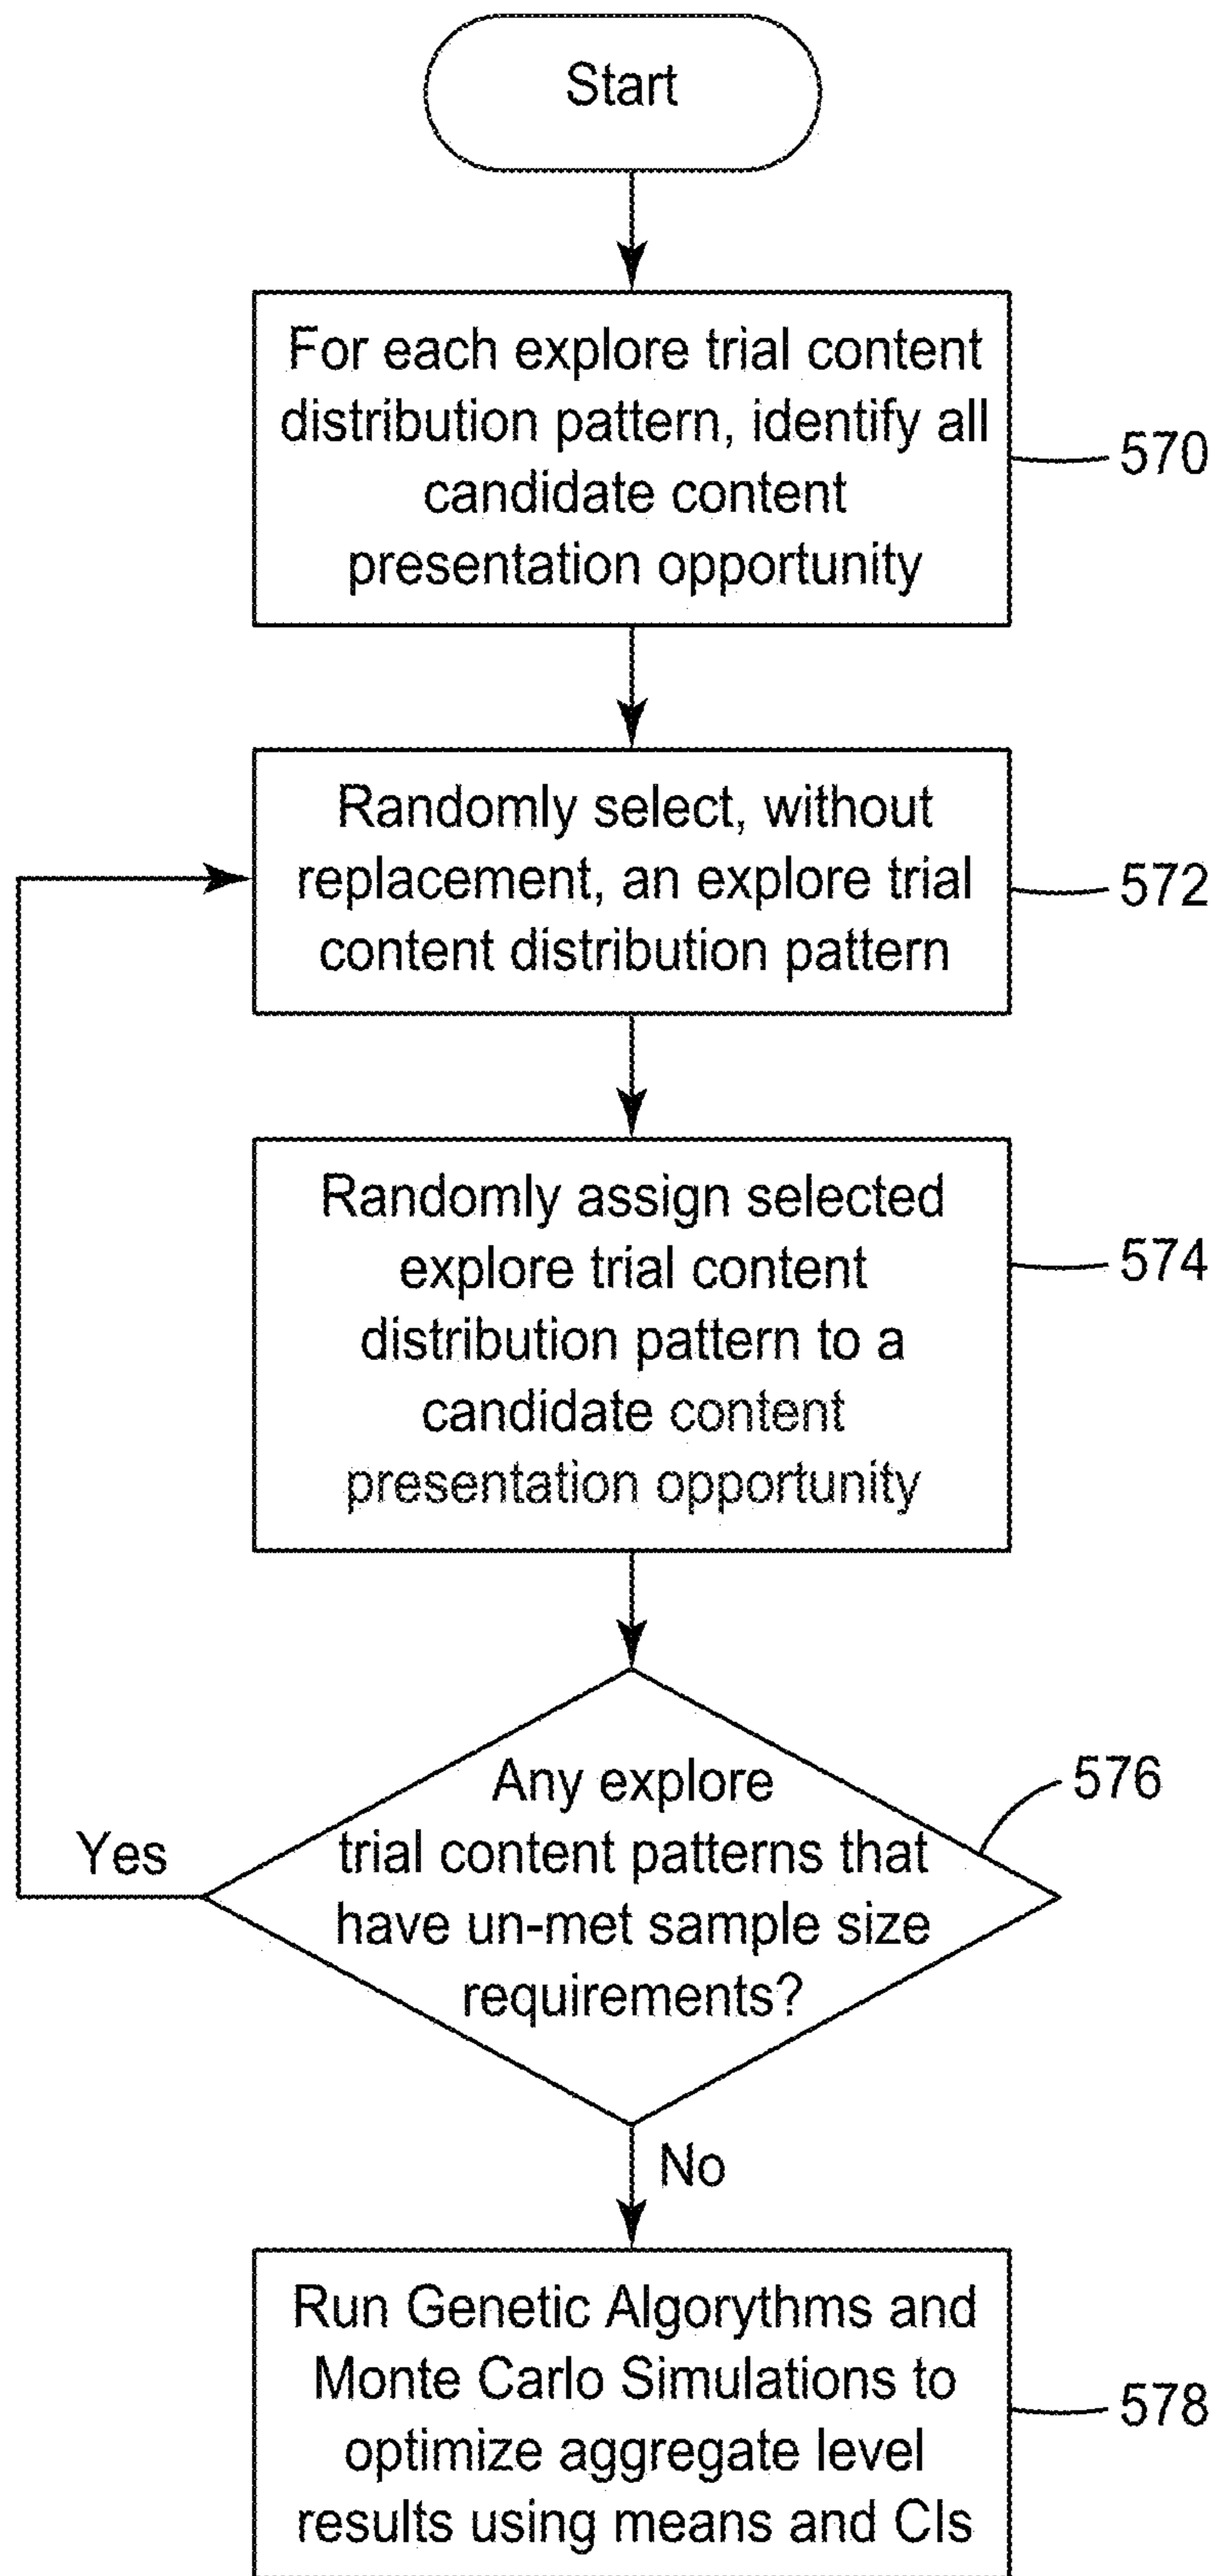 Start
For each explore trial content
distribution pattern, identify all
candidate content
presentation opportunity
570
Randomly select, without
replacement, an explore trial
content distribution pattern
572
Randomly assign selected
explore trial content
distribution pattern to a
candidate content
presentation opportunity
574
Any explore
trial content patterns that
have un-met sample size
requirements?
576
Yes
No
Run Genetic Algorythms and
Monte Carlo Simulations to
optimize aggregate level
results using means and CIs
578